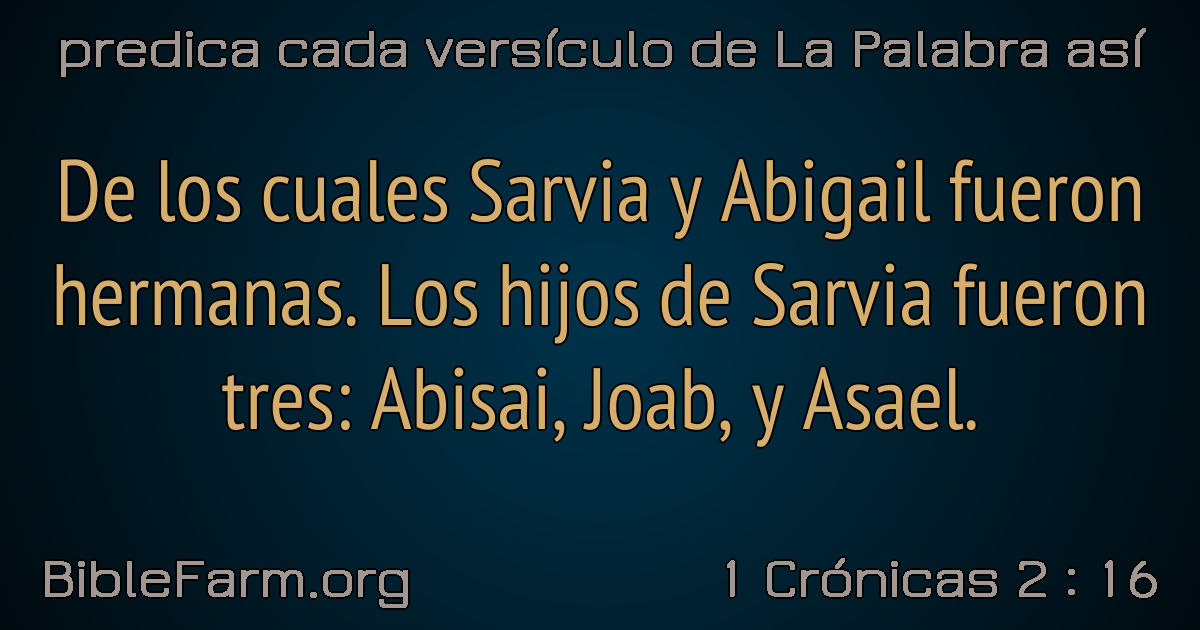 predica cada versículo de La Palabra así
De los cuales Sarvia y Abigail fueron
hermanas. Los hijos de Sarvia fueron
tres: Abisai, Joab, y Asael.
BibleFarm.org
1 Crónicas 2 : 16